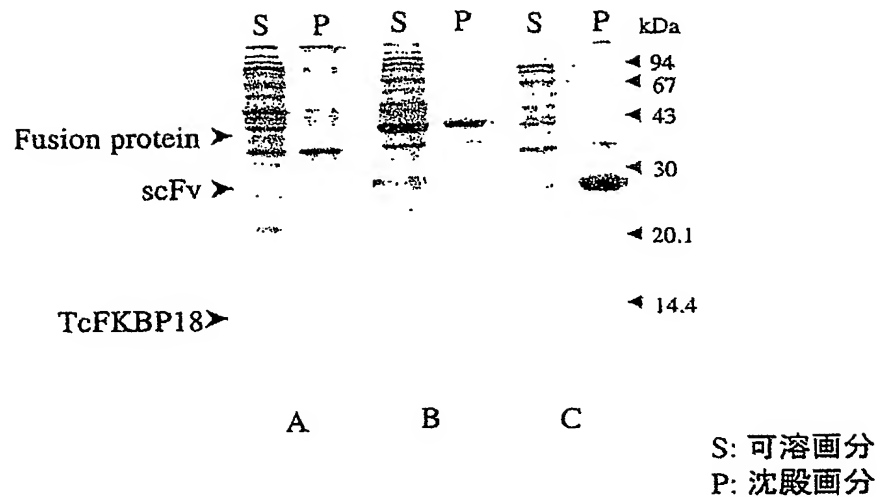 S P S P S P kDa
94
67
43
Fusion protein
30
scFv
20.1
14.4
TcFKBP18
A B C
S: 可溶画分
P: 沈殿画分